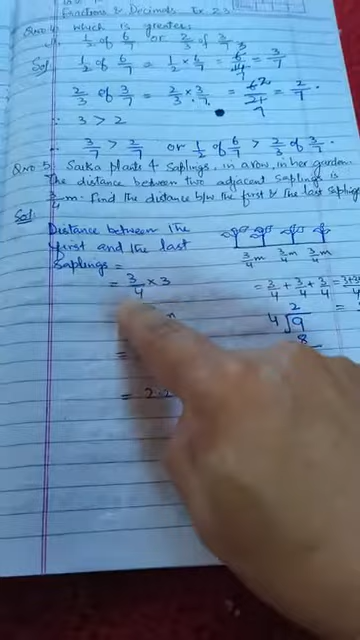 Fractions & Decimals Ex 2.3
Qno 4: Which is greater:
1/2 of 6/7 or 2/3 of 3/7
Sol 1/2 of 6/7 = 1/2 × 6/7 = 6/14 = 3/7
2/3 of 3/7 = 2/3 × 3/7 = 6/21 = 2/7.
∵ 3 > 2
∴ 3/7 > 2/7 or 1/2 of 6/7 > 2/3 of 3/7.
Qno 5: Saika plants 4 saplings, in a row, in her garden.
The distance between two adjacent saplings is
3/4 m. Find the distance b/w the first & the last sapling
Sol Distance between the
first and the last
saplings =
3/4 m 3/4 m 3/4 m
= 3/4 × 3
= 3/4 + 3/4 + 3/4 =
2
4 √9
8
= 2.2